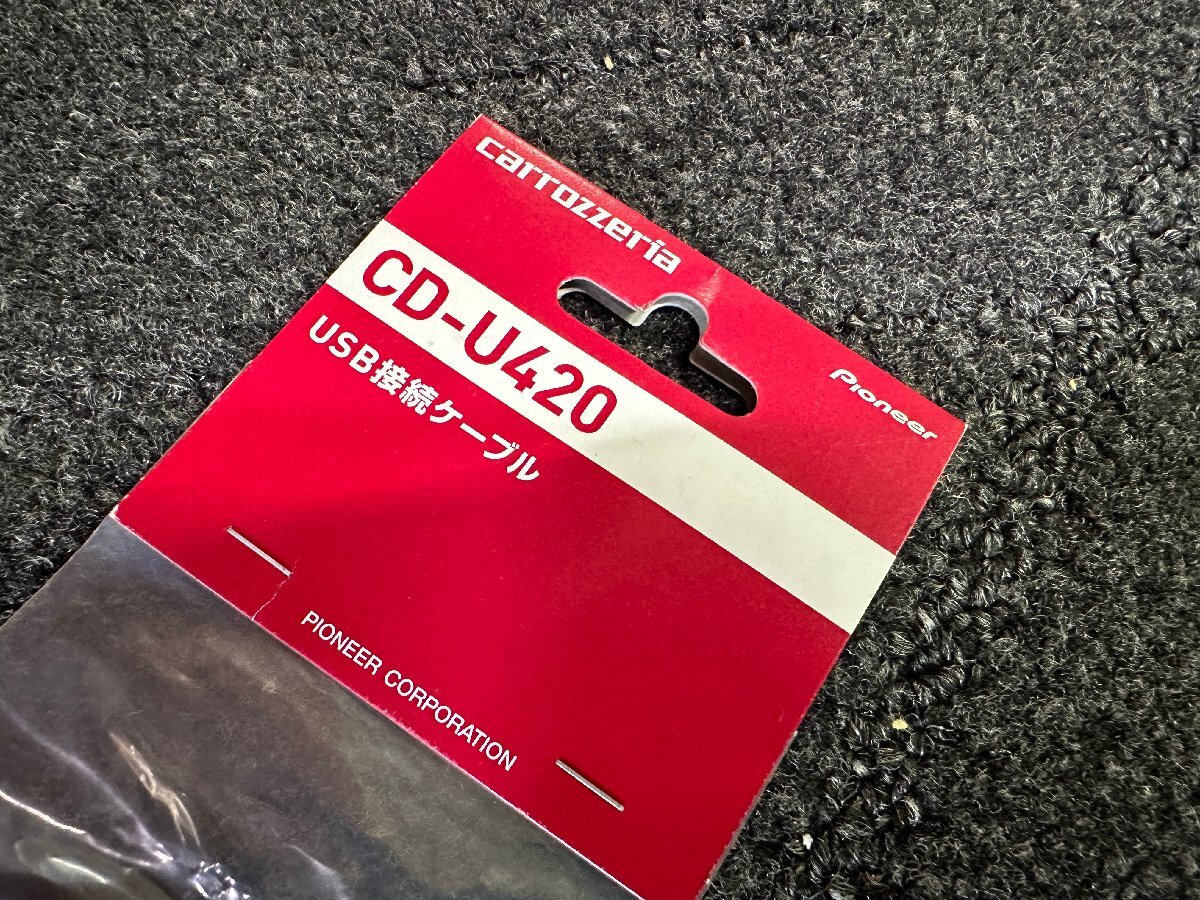 carrozzeria
Pioneer
CD-U420
USB接続ケーブル
PIONEER CORPORATION